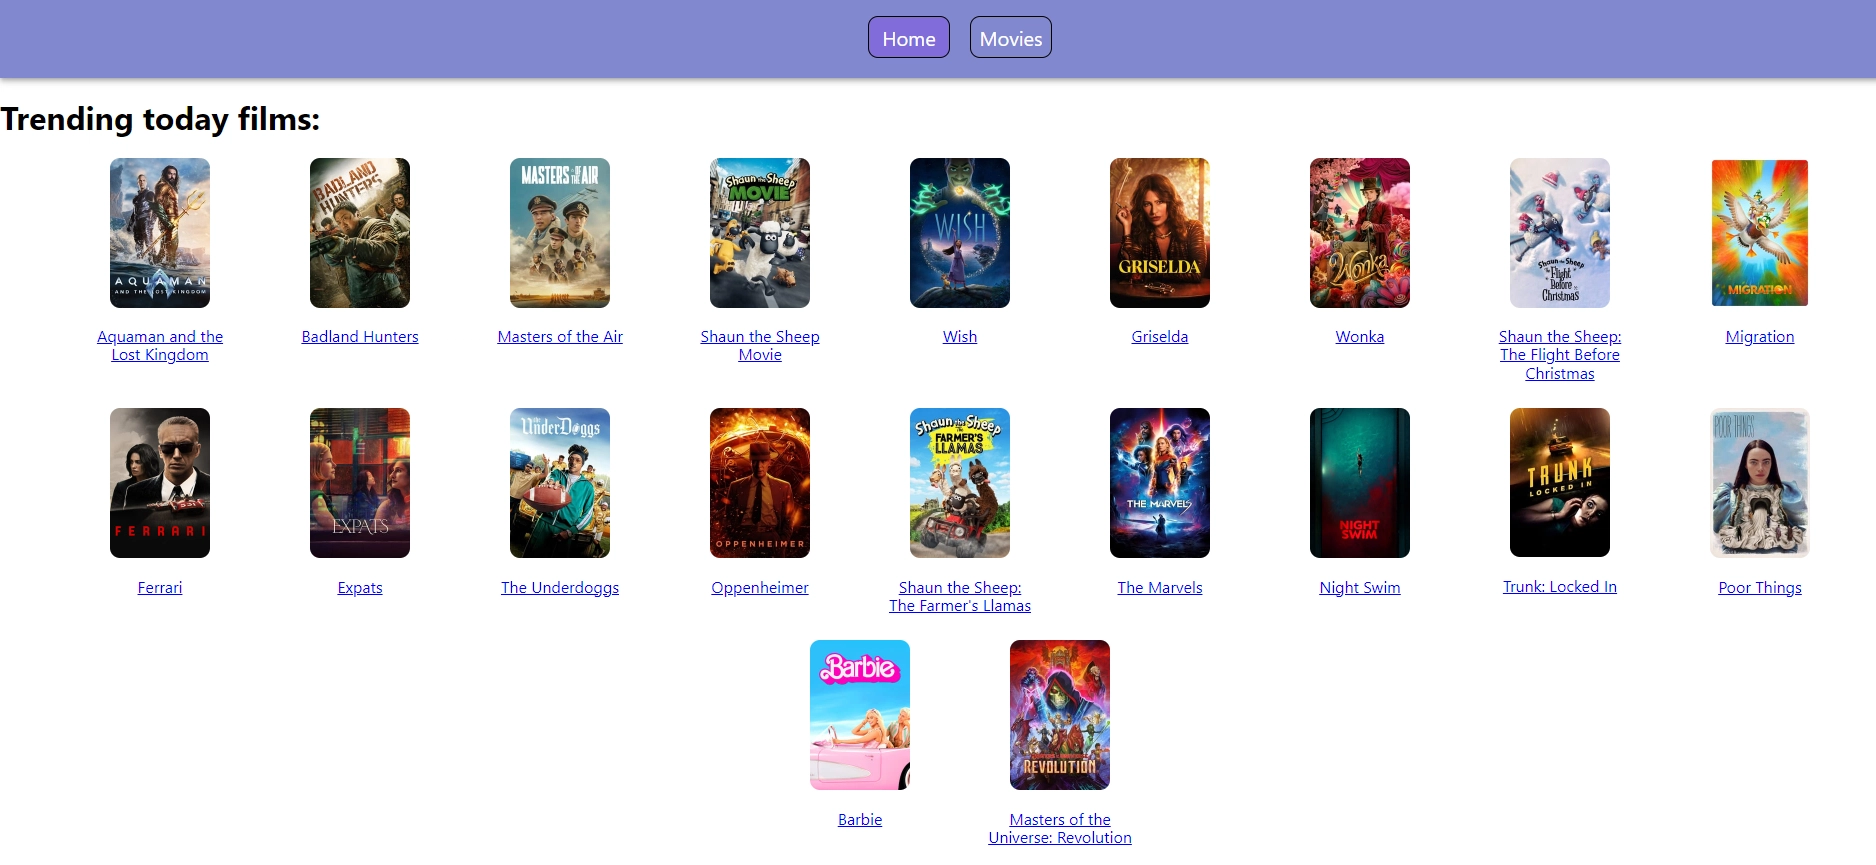 Home Movies
Trending today films:
BADLAND
HUNTERS
MASTERS OF THE AIR
Shaun the Sheep
MOVIE
WISH
GRISELDA
Wonka
Shaun the Sheep
The Flight
Before
Christmas
MIGRATION
AQUAMAN
AND THE LOST KINGDOM
Aquaman and the
Lost Kingdom
Badland Hunters
Masters of the Air
Shaun the Sheep
Movie
Wish
Griselda
Wonka
Shaun the Sheep:
The Flight Before
Christmas
Migration
FERRARI
EXPATS
The UnderDoggs
OPPENHEIMER
Shaun the Sheep
THE FARMER'S
LLAMAS
THE MARVELS
NIGHT
SWIM
TRUNK
LOCKED IN
POOR THINGS
Ferrari
Expats
The Underdoggs
Oppenheimer
Shaun the Sheep:
The Farmer's Llamas
The Marvels
Night Swim
Trunk: Locked In
Poor Things
Barbie
REVOLUTION
Barbie
Masters of the
Universe: Revolution